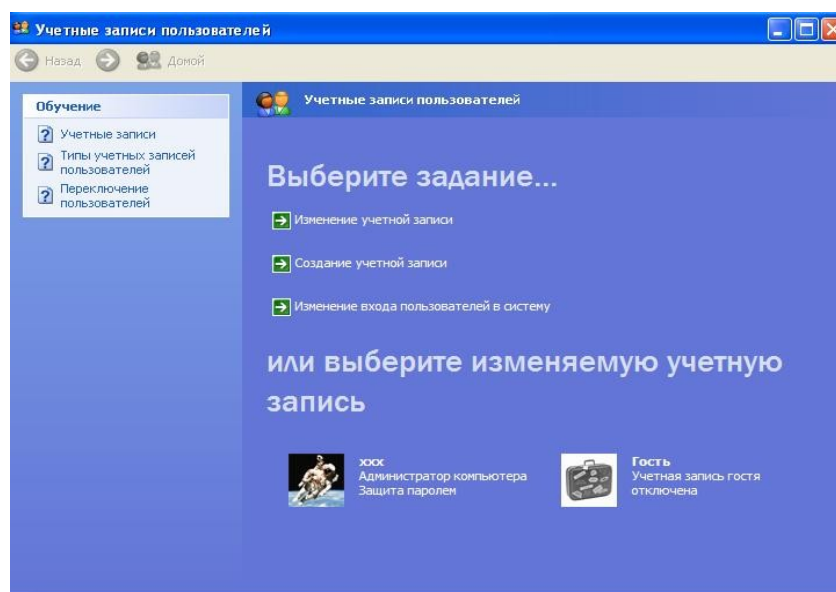 Учетные записи пользователей
Назад
Домой
Обучение
Учетные записи
Типы учетных записей
пользователей
Переключение
пользователей
Учетные записи пользователей
Выберите задание...
Изменение учетной записи
Создание учетной записи
Изменение входа пользователей в систему
или выберите изменяемую учетную
запись
xxx
Администратор компьютера
Защита паролем
Гость
Учетная запись гостя
отключена